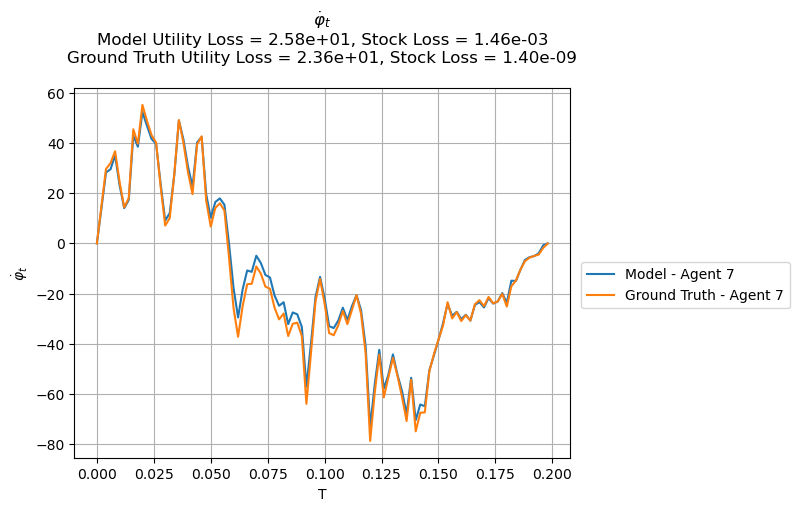 φ̇ₜ
Model Utility Loss = 2.58e+01, Stock Loss = 1.46e-03
Ground Truth Utility Loss = 2.36e+01, Stock Loss = 1.40e-09
60
40
20
0
−20
−40
−60
−80
φ̇ₜ
0.000 0.025 0.050 0.075 0.100 0.125 0.150 0.175 0.200
T
Model - Agent 7
Ground Truth - Agent 7